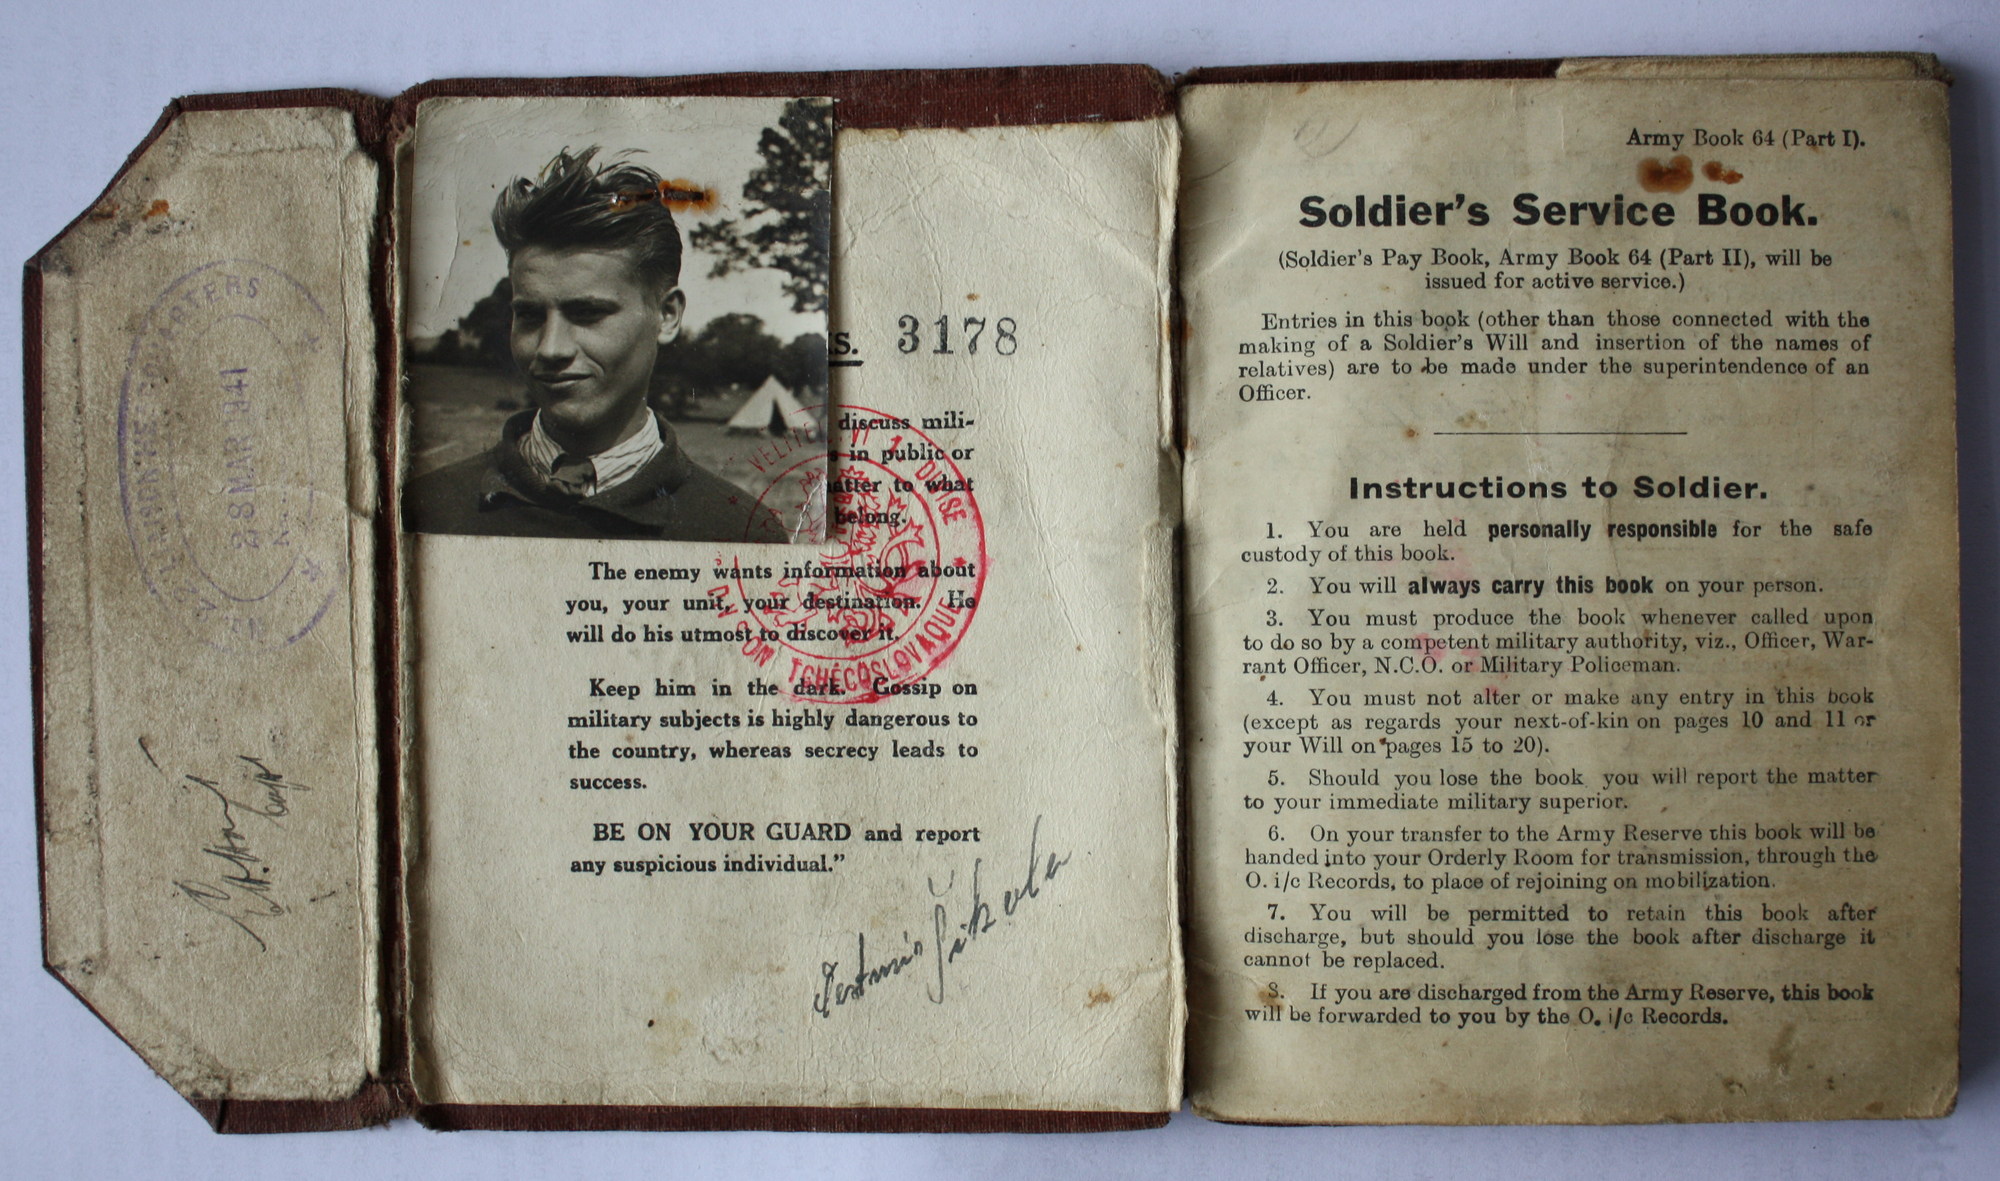 28 MAR 1941
S. 3178
discuss mili-
s in public or
atter to what
belong.
The enemy wants information about
you, your unit, your destination. He
will do his utmost to discover it.
Keep him in the dark. Gossip on
military subjects is highly dangerous to
the country, whereas secrecy leads to
success.
BE ON YOUR GUARD and report
any suspicious individual."
1 DIVISE
TCHÉCOSLOVAQUE
Army Book 64 (Part I).
Soldier's Service Book.
(Soldier's Pay Book, Army Book 64 (Part II), will be
issued for active service.)
Entries in this book (other than those connected with the
making of a Soldier's Will and insertion of the names of
relatives) are to be made under the superintendence of an
Officer.
Instructions to Soldier.
1. You are held personally responsible for the safe
custody of this book.
2. You will always carry this book on your person.
3. You must produce the book whenever called upon
to do so by a competent military authority, viz., Officer, War-
rant Officer, N.C.O. or Military Policeman.
4. You must not alter or make any entry in this book
(except as regards your next-of-kin on pages 10 and 11 or
your Will on pages 15 to 20).
5. Should you lose the book you will report the matter
to your immediate military superior.
6. On your transfer to the Army Reserve this book will be
handed into your Orderly Room for transmission, through the
O. i/c Records, to place of rejoining on mobilization.
7. You will be permitted to retain this book after
discharge, but should you lose the book after discharge it
cannot be replaced.
8. If you are discharged from the Army Reserve, this book
will be forwarded to you by the O. i/c Records.